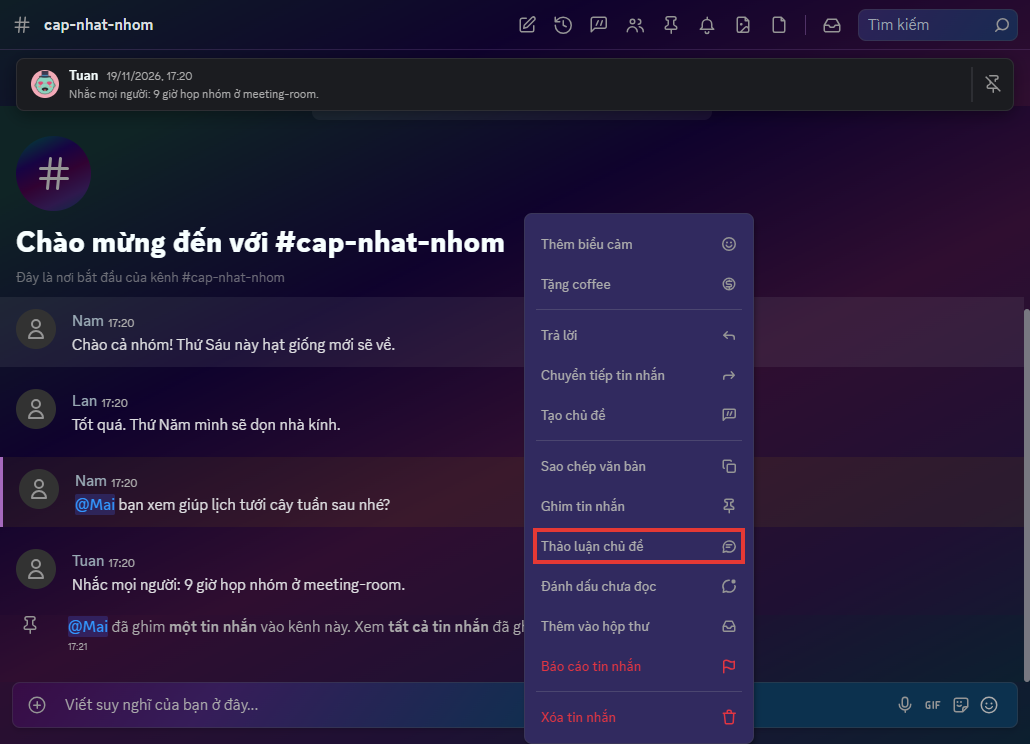 cap-nhat-nhom
Tìm kiếm
Tuan 19/11/2026, 17:20
Nhắc mọi người: 9 giờ họp nhóm ở meeting-room.
Chào mừng đến với #cap-nhat-nhom
Đây là nơi bắt đầu của kênh #cap-nhat-nhom
Nam 17:20
Chào cả nhóm! Thứ Sáu này hạt giống mới sẽ về.
Lan 17:20
Tốt quá. Thứ Năm mình sẽ dọn nhà kính.
Nam 17:20
@Mai bạn xem giúp lịch tưới cây tuần sau nhé?
Tuan 17:20
Nhắc mọi người: 9 giờ họp nhóm ở meeting-room.
@Mai đã ghim một tin nhắn vào kênh này. Xem tất cả tin nhắn đã
17:21
Viết suy nghĩ của bạn ở đây...
GIF
Thêm biểu cảm
Tặng coffee
Trả lời
Chuyển tiếp tin nhắn
Tạo chủ đề
Sao chép văn bản
Ghim tin nhắn
Thảo luận chủ đề
Đánh dấu chưa đọc
Thêm vào hộp thư
Báo cáo tin nhắn
Xóa tin nhắn